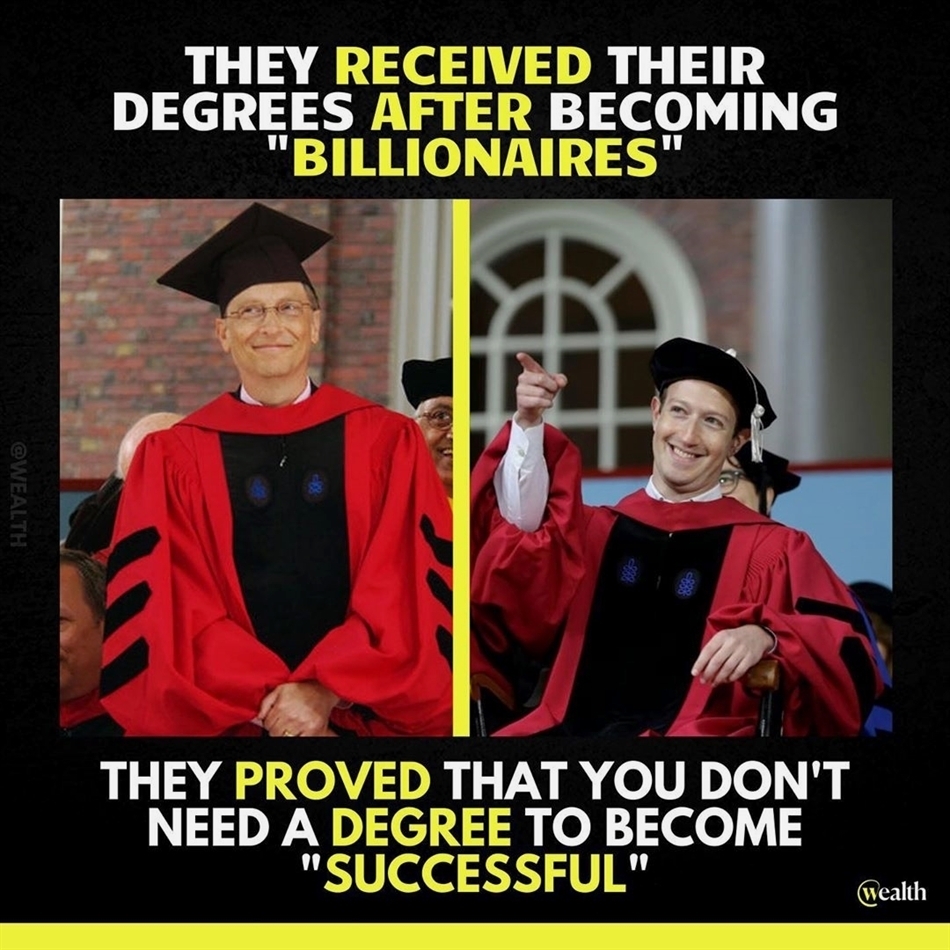 THEY RECEIVED THEIR
DEGREES AFTER BECOMING
"BILLIONAIRES"
@WEALTH
THEY PROVED THAT YOU DON'T
NEED A DEGREE TO BECOME
"SUCCESSFUL"
wealth